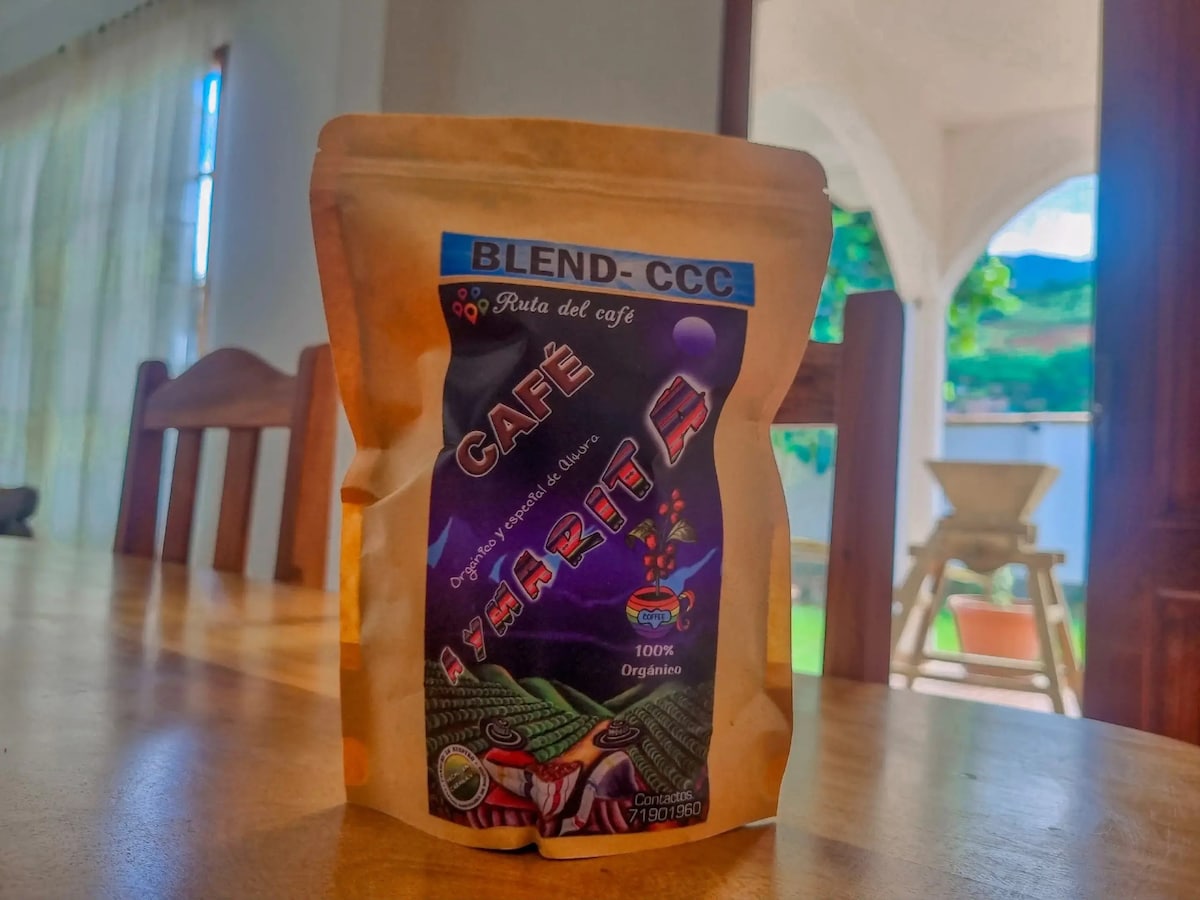 BLEND- CCC
Ruta del café
CAFÉ
Orgánico y especial de Altura
AYMARITA
COFFEE
100%
Orgánico
Contactos
71901960